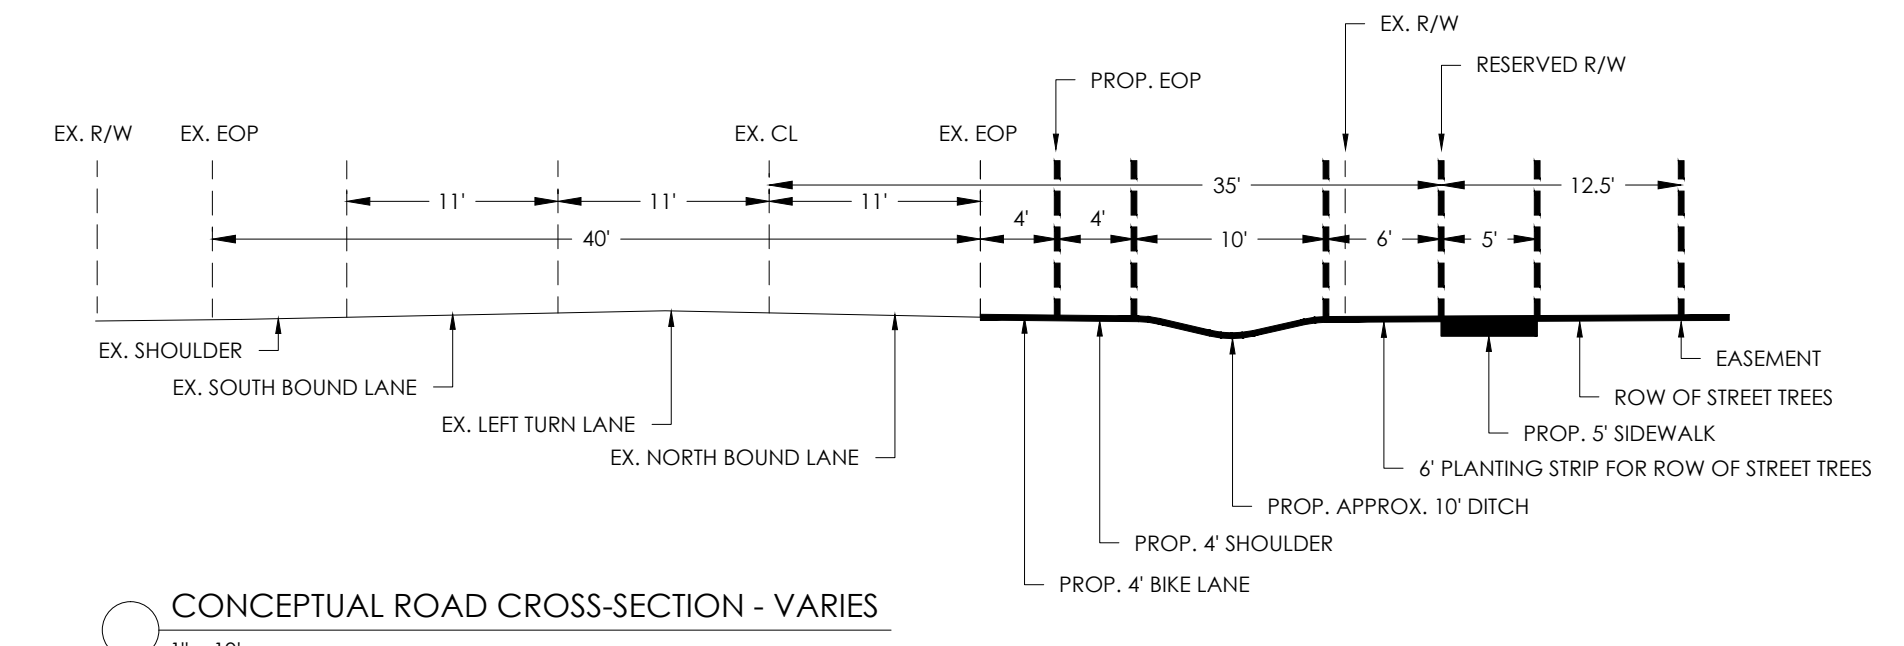 EX. R/W
RESERVED R/W
PROP. EOP
EX. R/W
EX. EOP
EX. CL
EX. EOP
35'
12.5'
11'
11'
11'
4'
4'
40'
10'
6'
5'
EX. SHOULDER
EASEMENT
EX. SOUTH BOUND LANE
ROW OF STREET TREES
EX. LEFT TURN LANE
PROP. 5' SIDEWALK
EX. NORTH BOUND LANE
6' PLANTING STRIP FOR ROW OF STREET TREES
PROP. APPROX. 10' DITCH
PROP. 4' SHOULDER
PROP. 4' BIKE LANE
CONCEPTUAL ROAD CROSS-SECTION - VARIES